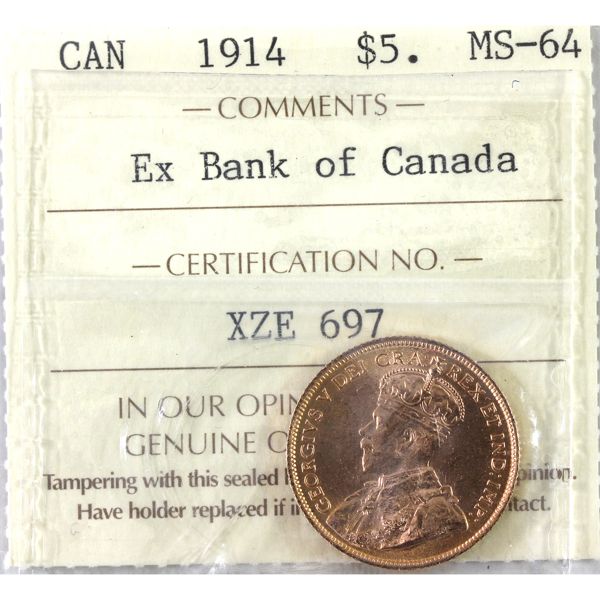 CAN 1914 $5. MS-64
— COMMENTS —
Ex Bank of Canada
— CERTIFICATION NO. —
XZE 697
IN OUR OPIN
GENUINE
Tampering with this sealed pinion.
Have holder replaced if i tact.
GEORGIVS V DEI GRA: REX ET IND:IMP: